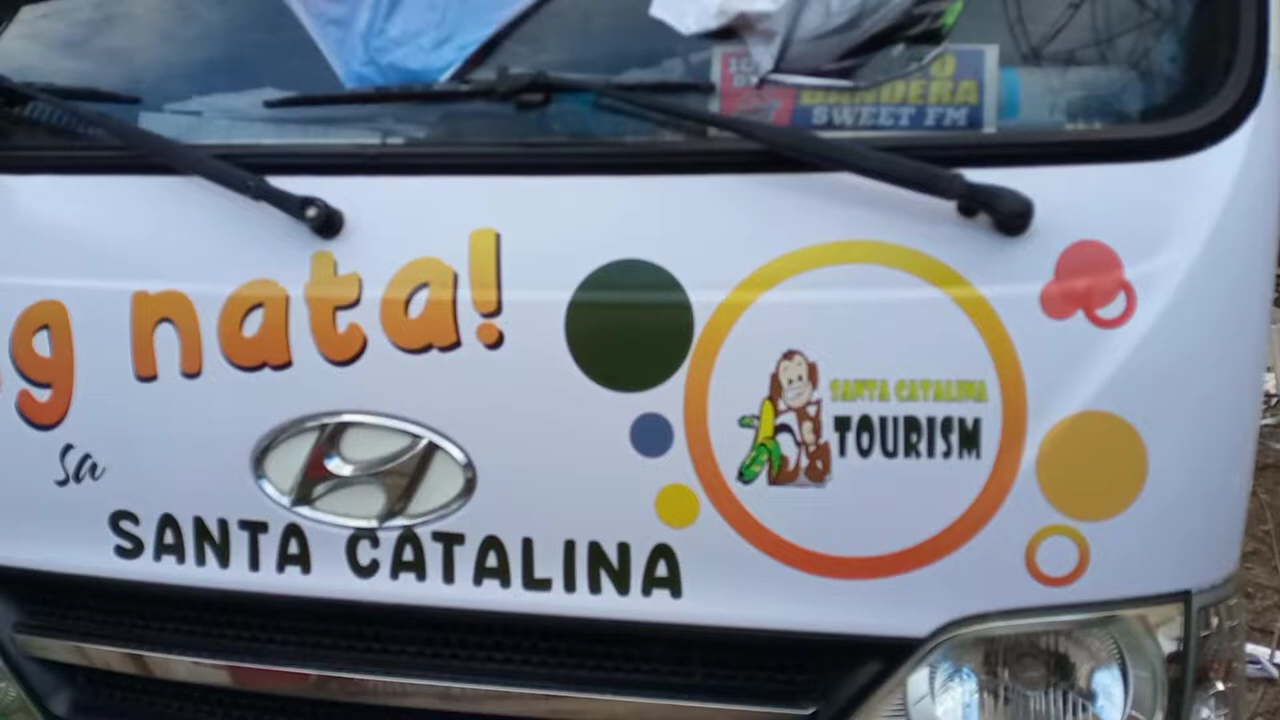 BANDERA
SWEET FM
g nata!
sa
SANTA CATALINA
SANTA CATALINA
TOURISM